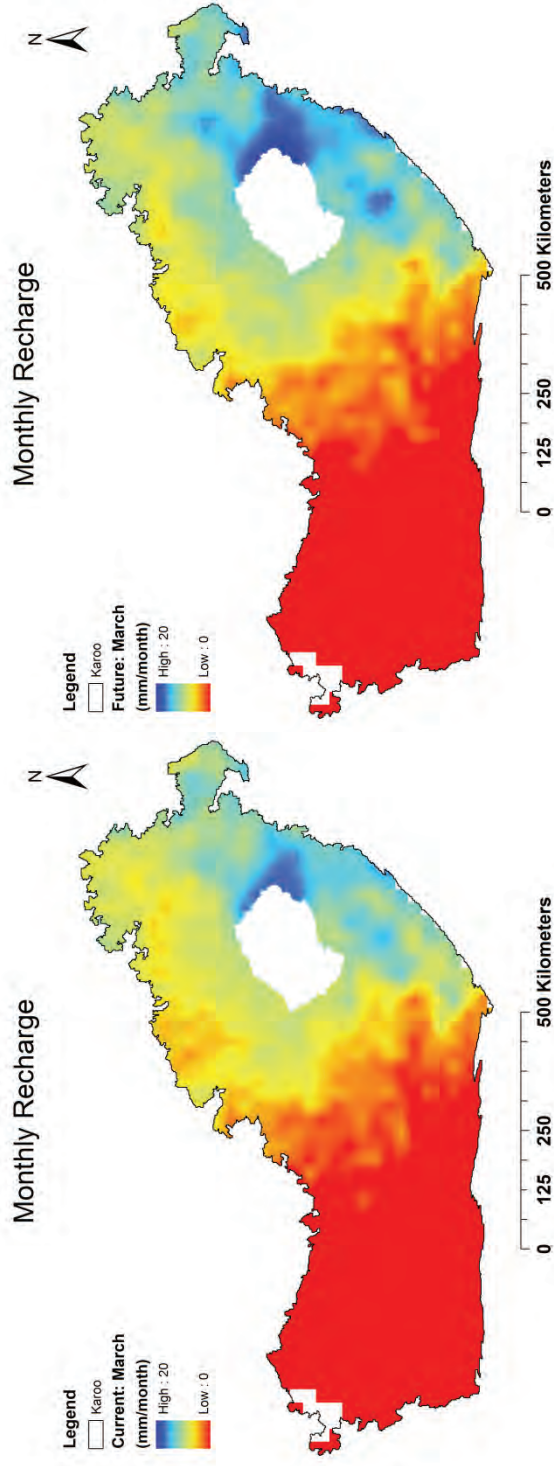 Monthly Recharge
N
Legend
Karoo
Current: March
(mm/month)
High : 20
Low : 0
0 125 250 500 Kilometers
Monthly Recharge
N
Legend
Karoo
Future: March
(mm/month)
High : 20
Low : 0
0 125 250 500 Kilometers